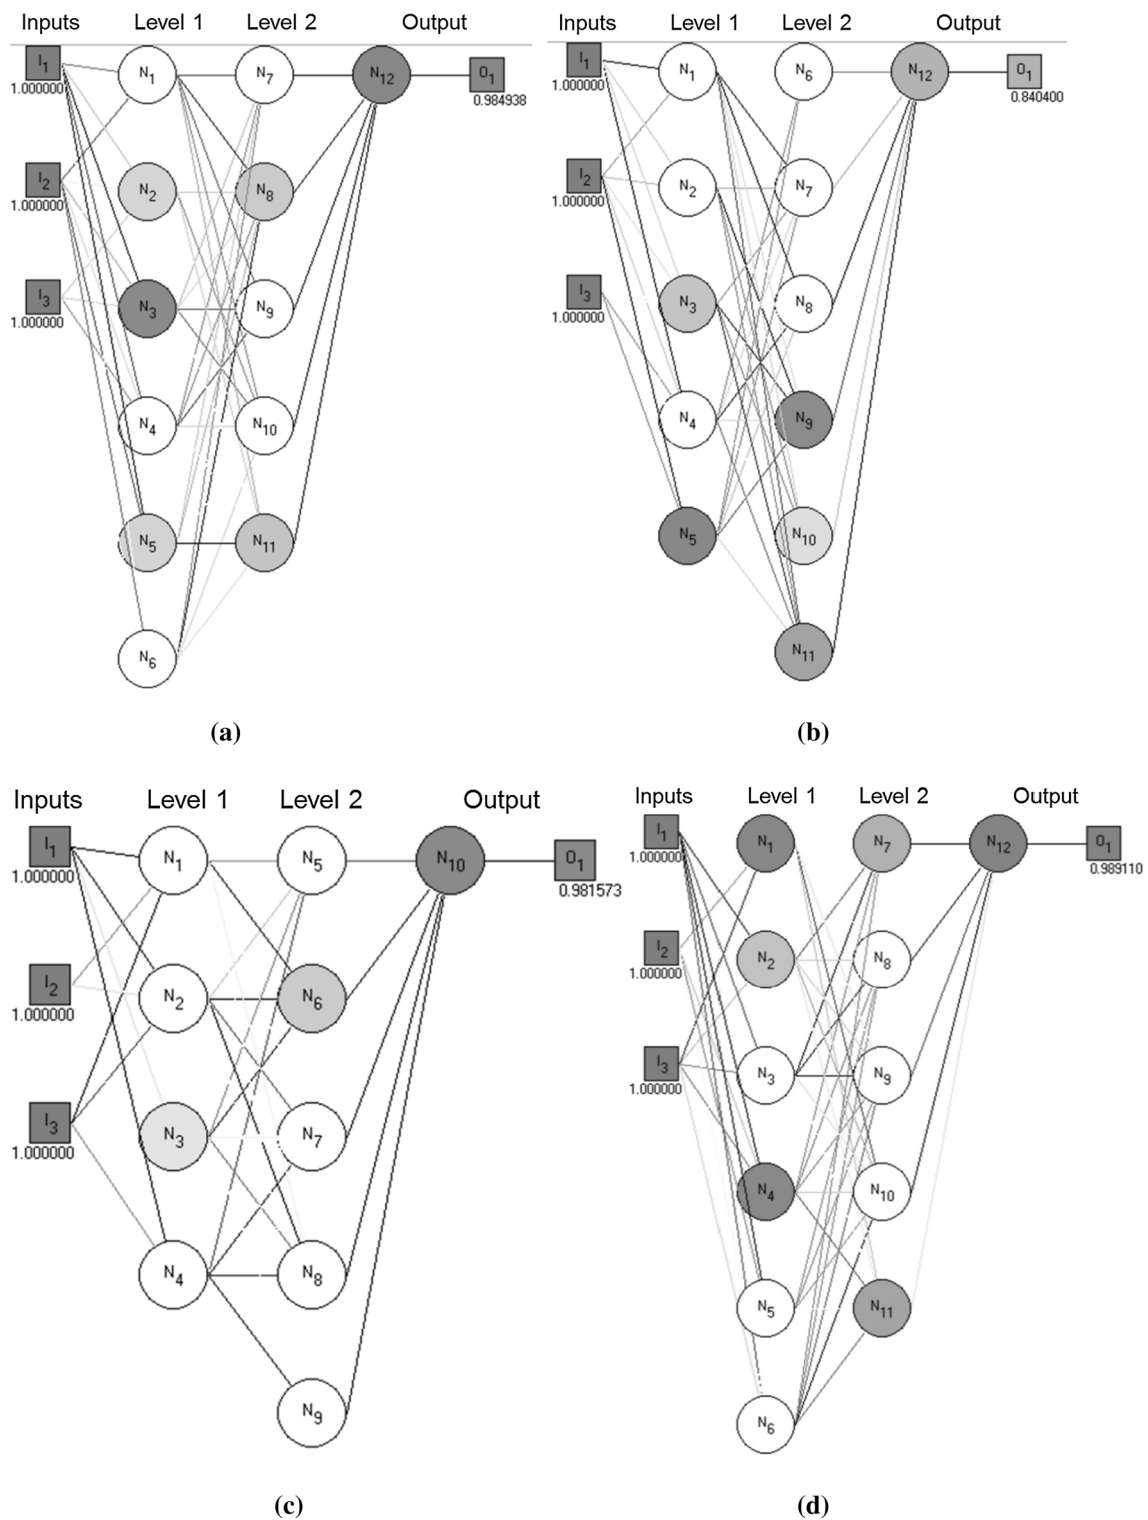 Inputs Level 1 Level 2 Output
I1 N1 N7 N12 O1
1.000000 0.984938
I2 N2 N8
1.000000
I3 N3 N9
1.000000
N4 N10
N5 N11
N6
(a)
Inputs Level 1 Level 2 Output
I1 N1 N6 N12 O1
1.000000 0.840400
I2 N2 N7
1.000000
I3 N3 N8
1.000000
N4 N9
N5 N10
N11
(b)
Inputs Level 1 Level 2 Output
I1 N1 N5 N10 O1
1.000000 0.981573
I2 N2 N6
1.000000
I3 N3 N7
1.000000
N4 N8
N9
(c)
Inputs Level 1 Level 2 Output
I1 N1 N7 N12 O1
1.000000 0.989110
I2 N2 N8
1.000000
I3 N3 N9
1.000000
N4 N10
N5 N11
N6
(d)